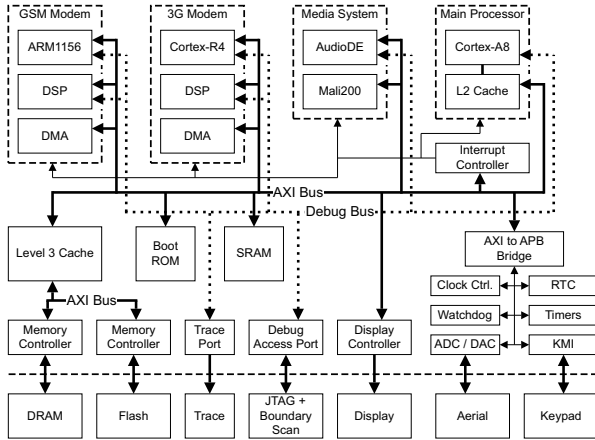 GSM Modem
3G Modem
Media System
Main Processor
ARM1156
Cortex-R4
AudioDE
Cortex-A8
DSP
DSP
Mali200
L2 Cache
DMA
DMA
Interrupt
Controller
AXI Bus
Debug Bus
Level 3 Cache
Boot
ROM
SRAM
AXI to APB
Bridge
AXI Bus
Clock Ctrl.
RTC
Watchdog
Timers
ADC / DAC
KMI
Memory
Controller
Memory
Controller
Trace
Port
Debug
Access Port
Display
Controller
DRAM
Flash
Trace
JTAG +
Boundary
Scan
Display
Aerial
Keypad